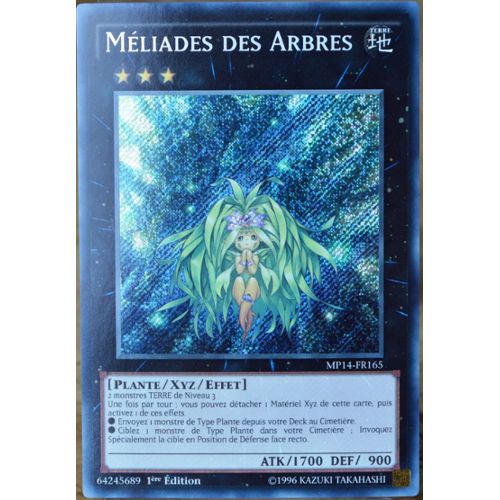 MÉLIADES DES ARBRES
TERRE
地
MP14-FR165
[PLANTE/XYZ/EFFET]
2 monstres TERRE de Niveau 3
Une fois par tour : vous pouvez détacher 1 Matériel Xyz de cette carte, puis
activez 1 de ces effets.
● Envoyez 1 monstre de Type Plante depuis votre Deck au Cimetière.
● Ciblez 1 monstre de Type Plante dans votre Cimetière ; Invoquez
Spécialement la cible en Position de Défense face recto.
ATK/1700 DEF/ 900
64245689 1ère Édition ©1996 KAZUKI TAKAHASHI